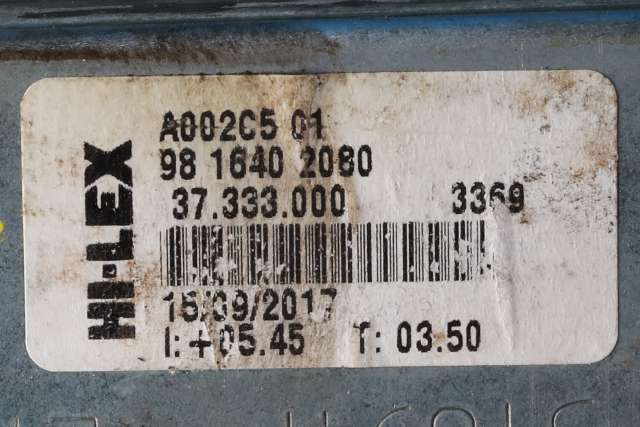 HI-LEX
A002C5 01
98 1640 2080
37.333.000 3369
15/09/2017
I: +05.45 T: 03.50